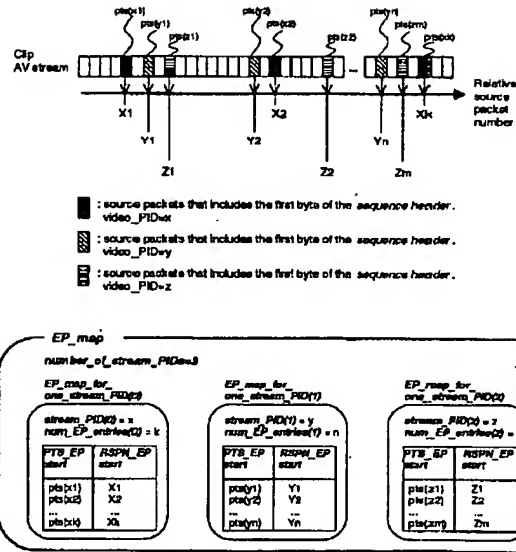 pts(x1)
pts(y1)
pts(z1)
pts(y2)
pts(x2)
pts(z2)
pts(yn)
pts(zm)
pts(xk)
Clip
AV stream
...
Relative
source
packet
number
X1
Y1
Z1
X2
Y2
Z2
Xk
Yn
Zm
: source packets that includes the first byte of the sequence header.
video_PID=x
: source packets that includes the first byte of the sequence header.
video_PID=y
: source packets that includes the first byte of the sequence header.
video_PID=z
EP_map
number_of_stream_PIDs=3
EP_map_for_
one_stream_PID(0)
stream_PID(0) = x
num_EP_entries(0) = k
PTS_EP start RSPN_EP start
pts(x1) X1
pts(x2) X2
... ...
pts(xk) Xk
EP_map_for_
one_stream_PID(1)
stream_PID(1) = y
num_EP_entries(1) = n
PTS_EP start RSPN_EP start
pts(y1) Y1
pts(y2) Y2
... ...
pts(yn) Yn
EP_map_for_
one_stream_PID(2)
stream_PID(2) = z
num_EP_entries(2) =
PTS_EP start RSPN_EP start
pts(z1) Z1
pts(z2) Z2
... ...
pts(zm) Zm